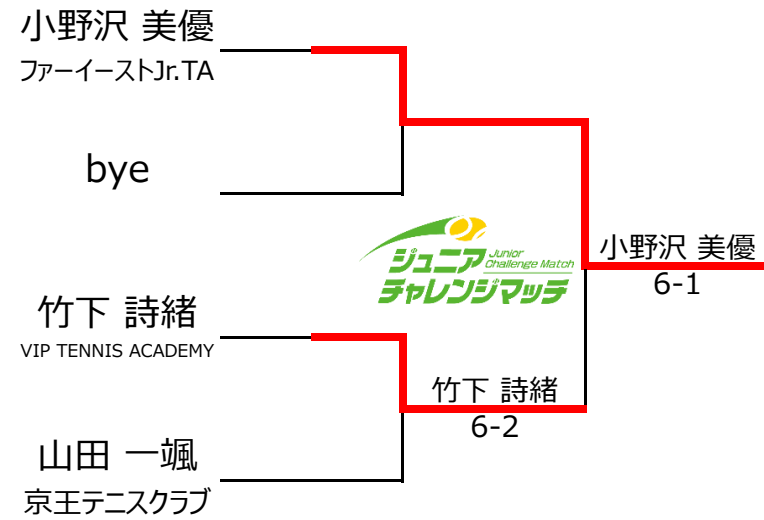 小野沢 美優
ファーイーストJr.TA
bye
ジュニア Junior Challenge Match
チャレンジマッチ
小野沢 美優
6-1
竹下 詩緒
VIP TENNIS ACADEMY
竹下 詩緒
6-2
山田 一颯
京王テニスクラブ